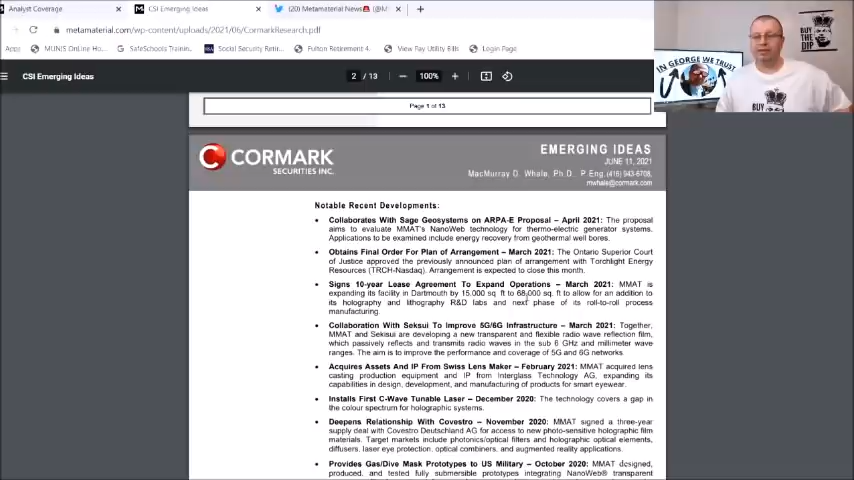 Analyst Coverage
CSI Emerging Ideas
(20) Metamaterial News
metamaterial.com/wp-content/uploads/2021/06/CormarkResearch.pdf
Apps
MUNIS Online Ho...
GafeSchools Trainin...
SSA
Social Security Retir...
Fulton Retirement 4...
View Pay Utility Bills
Login Page
CSI Emerging Ideas
2 / 13
100%
IN GEORGE WE TRUST
BUY
THE
DIP
BUY
Page 1 of 13
CORMARK
SECURITIES INC.
EMERGING IDEAS
JUNE 11, 2021
MacMurray D. Whale, Ph.D., P.Eng. (416) 943-6708,
mwhale@cormark.com
Notable Recent Developments:
• Collaborates With Sage Geosystems on ARPA-E Proposal – April 2021: The proposal
aims to evaluate MMAT's NanoWeb technology for thermo-electric generator systems.
Applications to be examined include energy recovery from geothermal well bores.
• Obtains Final Order For Plan of Arrangement – March 2021: The Ontario Superior Court
of Justice approved the previously announced plan of arrangement with Torchlight Energy
Resources (TRCH-Nasdaq). Arrangement is expected to close this month.
• Signs 10-year Lease Agreement To Expand Operations – March 2021: MMAT is
expanding its facility in Dartmouth by 15,000 sq. ft to 68,000 sq. ft to allow for an addition to
its holography and lithography R&D labs and next phase of its roll-to-roll process
manufacturing.
• Collaboration With Seksui To Improve 5G/6G Infrastructure – March 2021: Together,
MMAT and Sekisui are developing a new transparent and flexible radio wave reflection film,
which passively reflects and transmits radio waves in the sub 6 GHz and millimeter wave
ranges. The aim is to improve the performance and coverage of 5G and 6G networks.
• Acquires Assets And IP From Swiss Lens Maker – February 2021: MMAT acquired lens
casting production equipment and IP from Interglass Technology AG, expanding its
capabilities in design, development, and manufacturing of products for smart eyewear.
• Installs First C-Wave Tunable Laser – December 2020: The technology covers a gap in
the colour spectrum for holographic systems.
• Deepens Relationship With Covestro – November 2020: MMAT signed a three-year
supply deal with Covestro Deutschland AG for access to new photo-sensitive holographic film
materials. Target markets include photonics/optical filters and holographic optical elements,
diffusers, laser eye protection, optical combiners, and augmented reality applications.
• Provides Gas/Dive Mask Prototypes to US Military – October 2020: MMAT designed,
produced, and tested fully submersible prototypes integrating NanoWeb® transparent